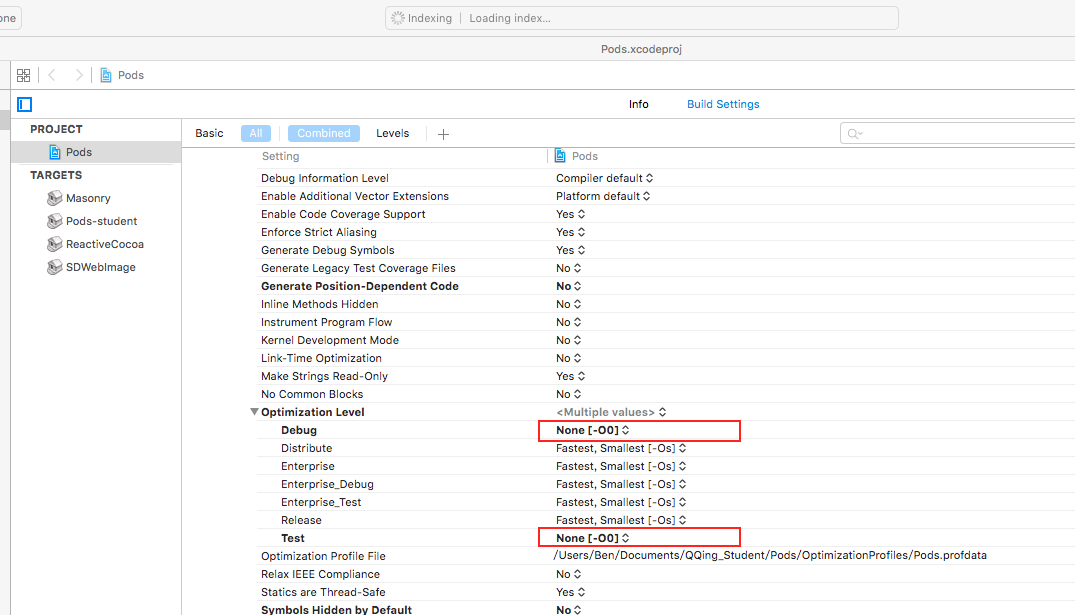 one
Indexing | Loading index...
Pods.xcodeproj
Pods
Info Build Settings
PROJECT
Pods
TARGETS
Masonry
Pods-student
ReactiveCocoa
SDWebImage
Basic All Combined Levels +
Setting Pods
Debug Information Level Compiler default
Enable Additional Vector Extensions Platform default
Enable Code Coverage Support Yes
Enforce Strict Aliasing Yes
Generate Debug Symbols Yes
Generate Legacy Test Coverage Files No
Generate Position-Dependent Code No
Inline Methods Hidden No
Instrument Program Flow No
Kernel Development Mode No
Link-Time Optimization No
Make Strings Read-Only Yes
No Common Blocks No
Optimization Level <Multiple values>
Debug None [-O0]
Distribute Fastest, Smallest [-Os]
Enterprise Fastest, Smallest [-Os]
Enterprise_Debug Fastest, Smallest [-Os]
Enterprise_Test Fastest, Smallest [-Os]
Release Fastest, Smallest [-Os]
Test None [-O0]
Optimization Profile File /Users/Ben/Documents/QQing_Student/Pods/OptimizationProfiles/Pods.profdata
Relax IEEE Compliance No
Statics are Thread-Safe Yes
Symbols Hidden by Default No